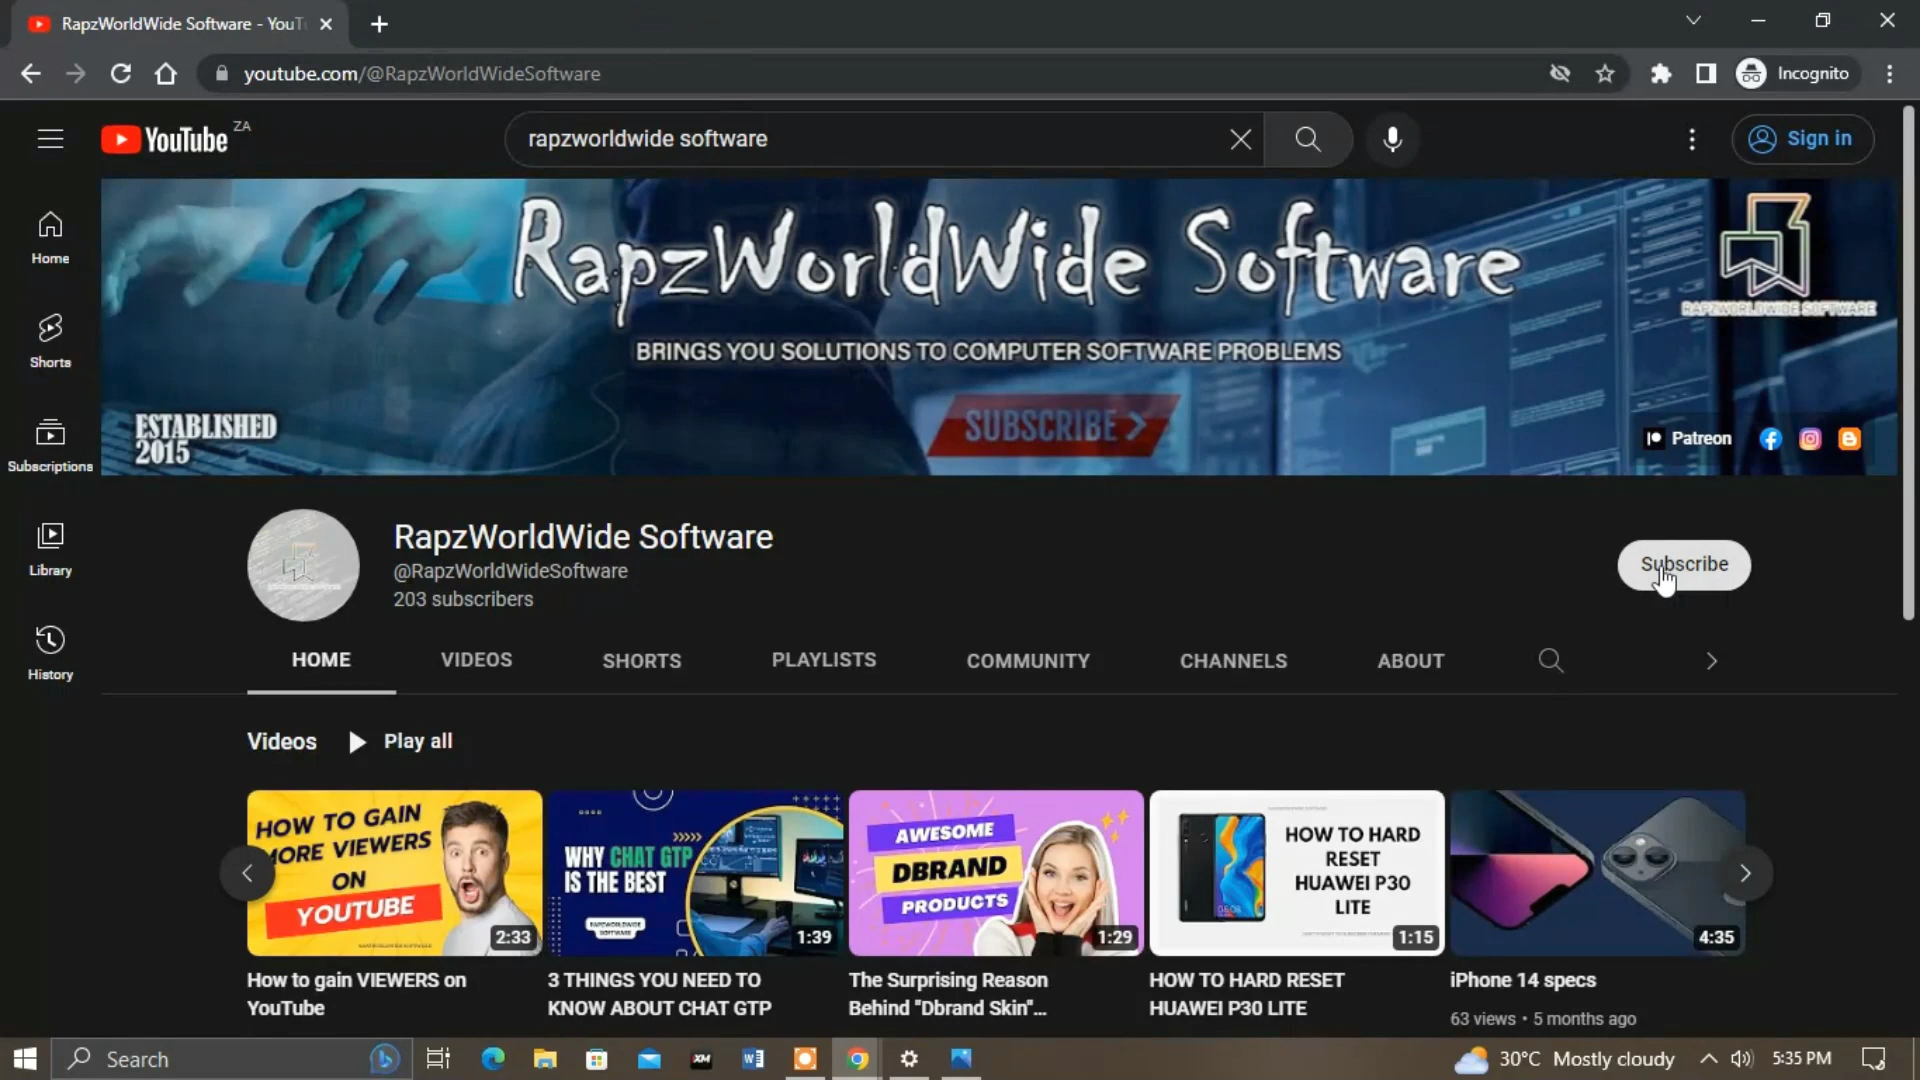 RapzWorldWide Software - YouT
youtube.com/@RapzWorldWideSoftware
Incognito
YouTube ZA
rapzworldwide software
Sign in
Home
Shorts
Subscriptions
Library
History
RapzWorldWide Software
BRINGS YOU SOLUTIONS TO COMPUTER SOFTWARE PROBLEMS
ESTABLISHED
2015
SUBSCRIBE >
RAPZWORLDWIDE SOFTWARE
Patreon
RapzWorldWide Software
@RapzWorldWideSoftware
203 subscribers
Subscribe
HOME VIDEOS SHORTS PLAYLISTS COMMUNITY CHANNELS ABOUT
Videos Play all
HOW TO GAIN
MORE VIEWERS
ON
YOUTUBE
2:33
How to gain VIEWERS on
YouTube
WHY CHAT GTP
IS THE BEST
RAPZWORLDWIDE
SOFTWARE
1:39
3 THINGS YOU NEED TO
KNOW ABOUT CHAT GTP
AWESOME
DBRAND
PRODUCTS
1:29
The Surprising Reason
Behind "Dbrand Skin"...
HOW TO HARD
RESET
HUAWEI P30
LITE
1:15
HOW TO HARD RESET
HUAWEI P30 LITE
4:35
iPhone 14 specs
63 views • 5 months ago
Search
XM
30°C Mostly cloudy
5:35 PM